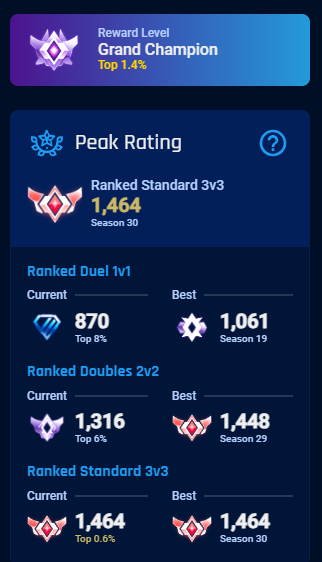 Reward Level
Grand Champion
Top 1.4%
Peak Rating
?
Ranked Standard 3v3
1,464
Season 30
Ranked Duel 1v1
Current Best
870 1,061
Top 8% Season 19
Ranked Doubles 2v2
Current Best
1,316 1,448
Top 6% Season 29
Ranked Standard 3v3
Current Best
1,464 1,464
Top 0.6% Season 30